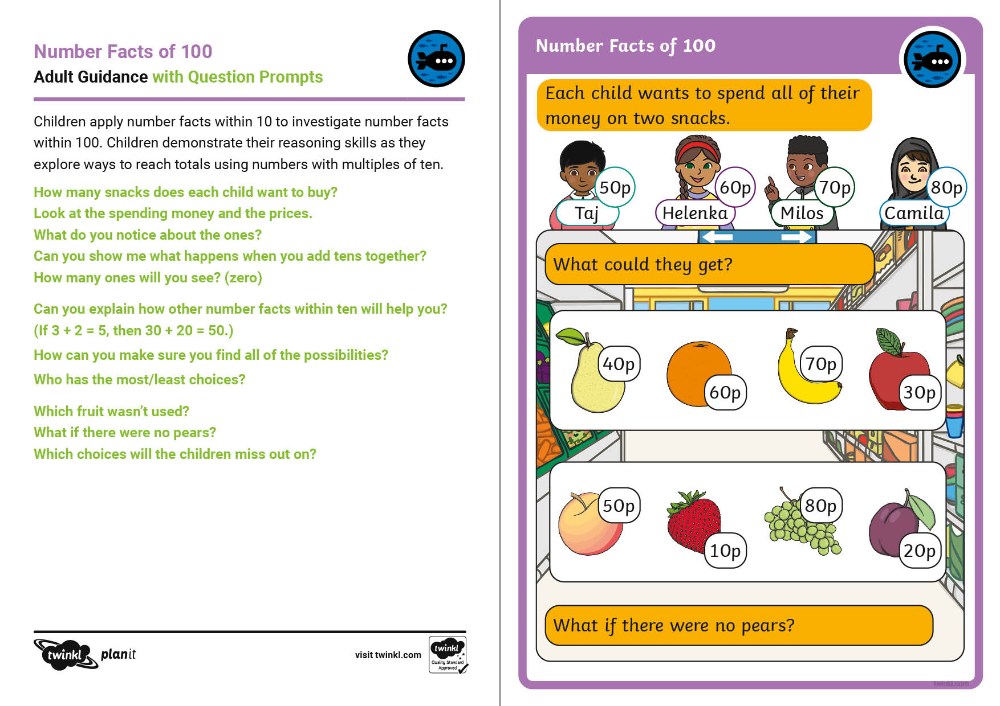 Number Facts of 100
Adult Guidance with Question Prompts
Children apply number facts within 10 to investigate number facts
within 100. Children demonstrate their reasoning skills as they
explore ways to reach totals using numbers with multiples of ten.
How many snacks does each child want to buy?
Look at the spending money and the prices.
What do you notice about the ones?
Can you show me what happens when you add tens together?
How many ones will you see? (zero)
Can you explain how other number facts within ten will help you?
(If 3 + 2 = 5, then 30 + 20 = 50.)
How can you make sure you find all of the possibilities?
Who has the most/least choices?
Which fruit wasn't used?
What if there were no pears?
Which choices will the children miss out on?
twinkl planit
visit twinkl.com
twinkl
Quality Standard
Approved
Number Facts of 100
Each child wants to spend all of their
money on two snacks.
50p
60p
70p
80p
Taj
Helenka
Milos
Camila
What could they get?
40p
60p
70p
30p
50p
10p
80p
20p
What if there were no pears?
Twinkl.com